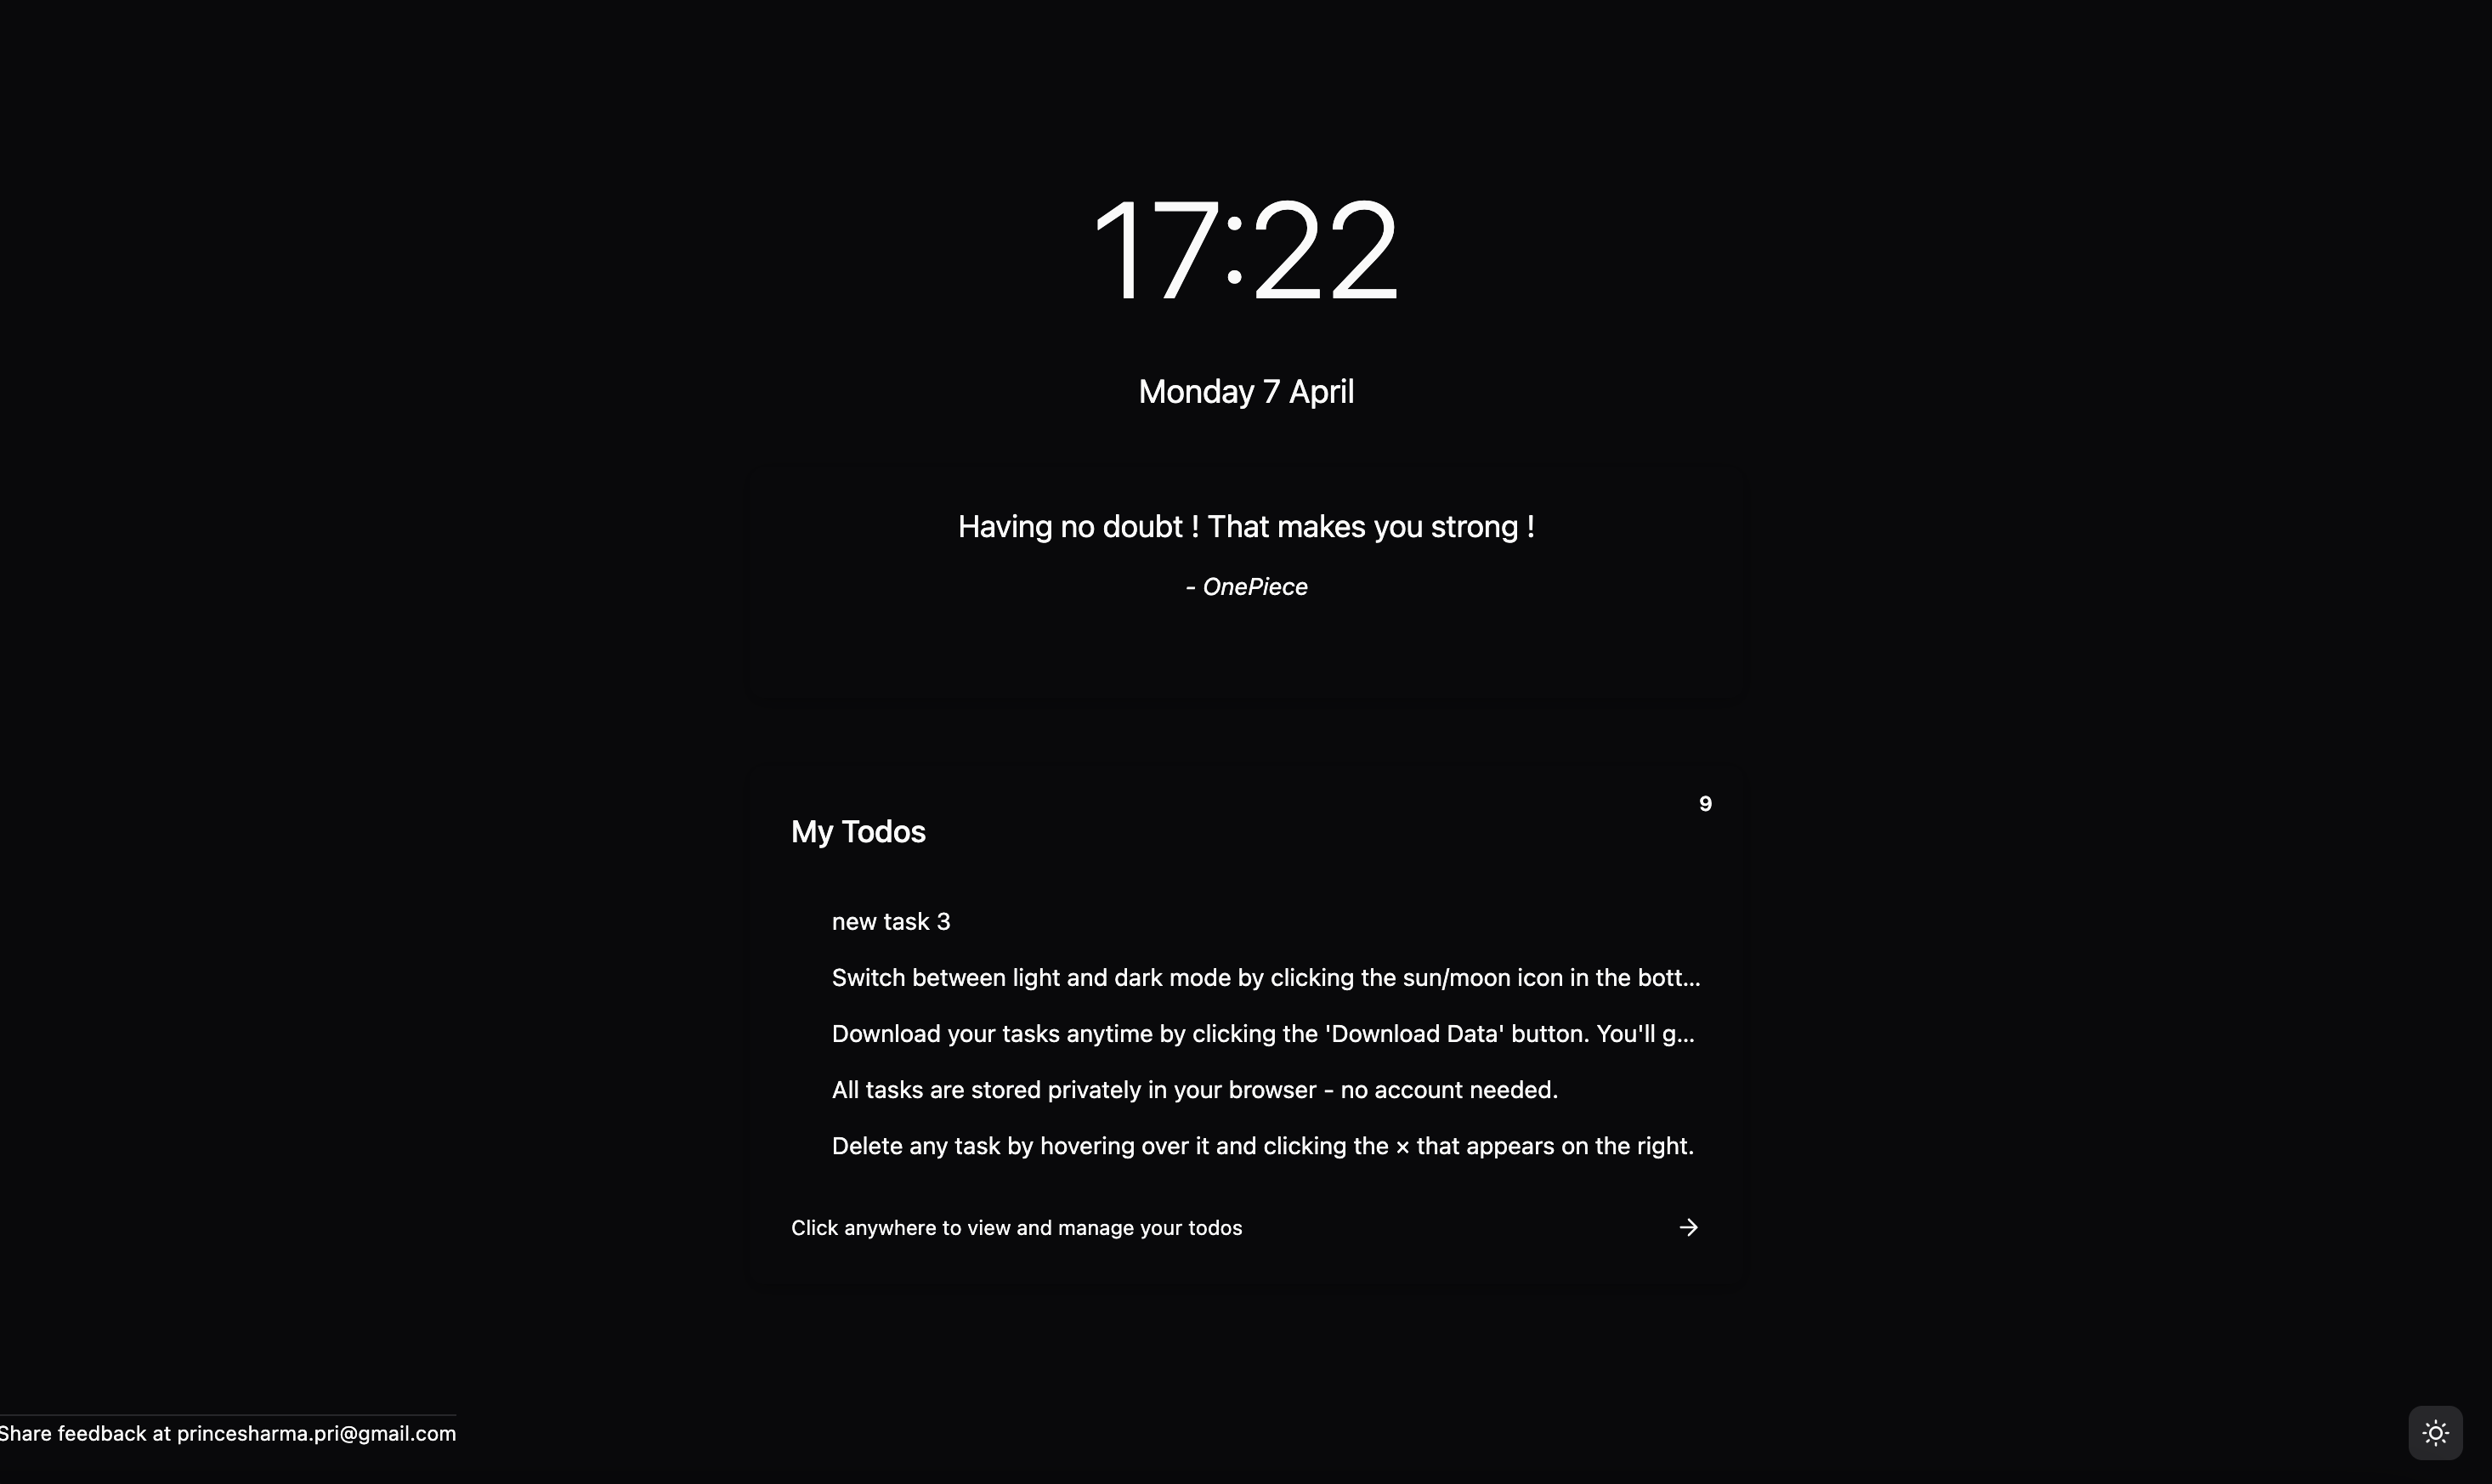 17:22
Monday 7 April
Having no doubt ! That makes you strong !
- OnePiece
9
My Todos
new task 3
Switch between light and dark mode by clicking the sun/moon icon in the bott...
Download your tasks anytime by clicking the 'Download Data' button. You'll g...
All tasks are stored privately in your browser - no account needed.
Delete any task by hovering over it and clicking the × that appears on the right.
Click anywhere to view and manage your todos
Share feedback at princesharma.pri@gmail.com